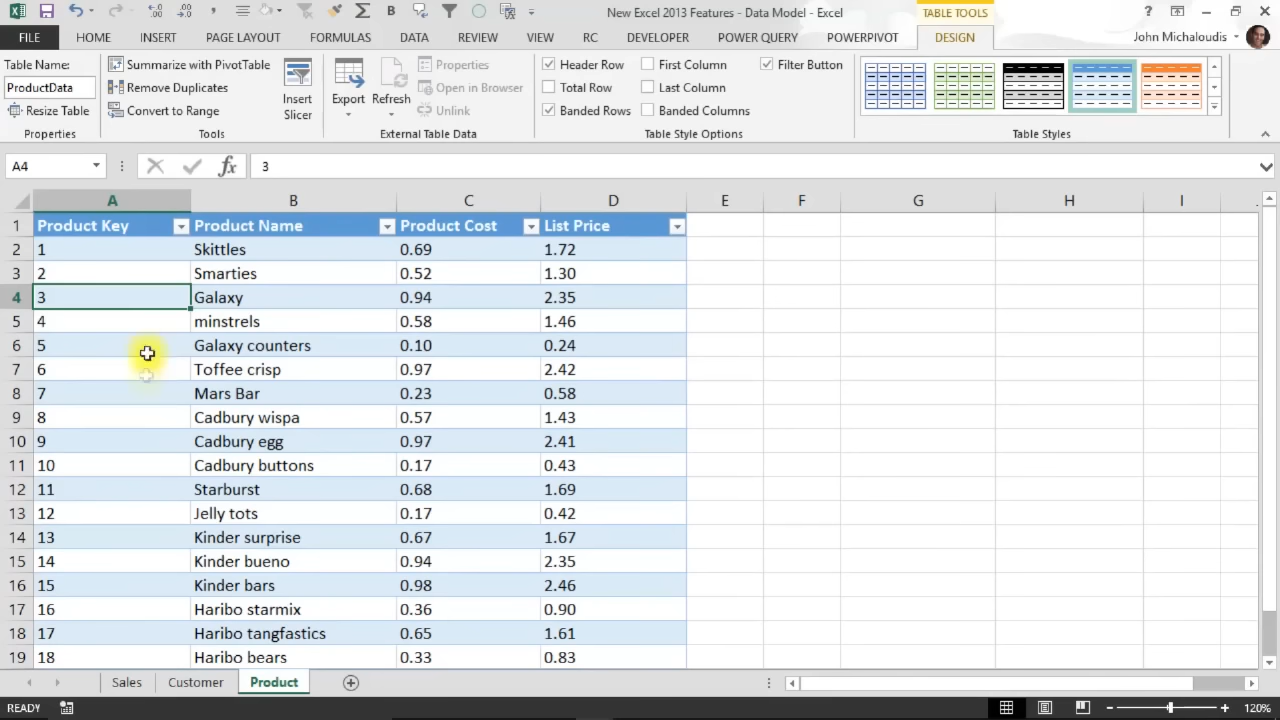 New Excel 2013 Features - Data Model - Excel
TABLE TOOLS
FILE HOME INSERT PAGE LAYOUT FORMULAS DATA REVIEW VIEW RC DEVELOPER POWER QUERY POWERPIVOT DESIGN John Michaloudis
Table Name:
ProductData
Resize Table
Properties
Summarize with PivotTable
Remove Duplicates
Convert to Range
Insert
Slicer
Tools
Export
Refresh
Properties
Open in Browser
Unlink
External Table Data
Header Row
First Column
Filter Button
Total Row
Last Column
Banded Rows
Banded Columns
Table Style Options
Table Styles
A4 fx 3
A B C D E F G H I
1 Product Key Product Name Product Cost List Price
2 1 Skittles 0.69 1.72
3 2 Smarties 0.52 1.30
4 3 Galaxy 0.94 2.35
5 4 minstrels 0.58 1.46
6 5 Galaxy counters 0.10 0.24
7 6 Toffee crisp 0.97 2.42
8 7 Mars Bar 0.23 0.58
9 8 Cadbury wispa 0.57 1.43
10 9 Cadbury egg 0.97 2.41
11 10 Cadbury buttons 0.17 0.43
12 11 Starburst 0.68 1.69
13 12 Jelly tots 0.17 0.42
14 13 Kinder surprise 0.67 1.67
15 14 Kinder bueno 0.94 2.35
16 15 Kinder bars 0.98 2.46
17 16 Haribo starmix 0.36 0.90
18 17 Haribo tangfastics 0.65 1.61
19 18 Haribo bears 0.33 0.83
Sales Customer Product
READY 120%